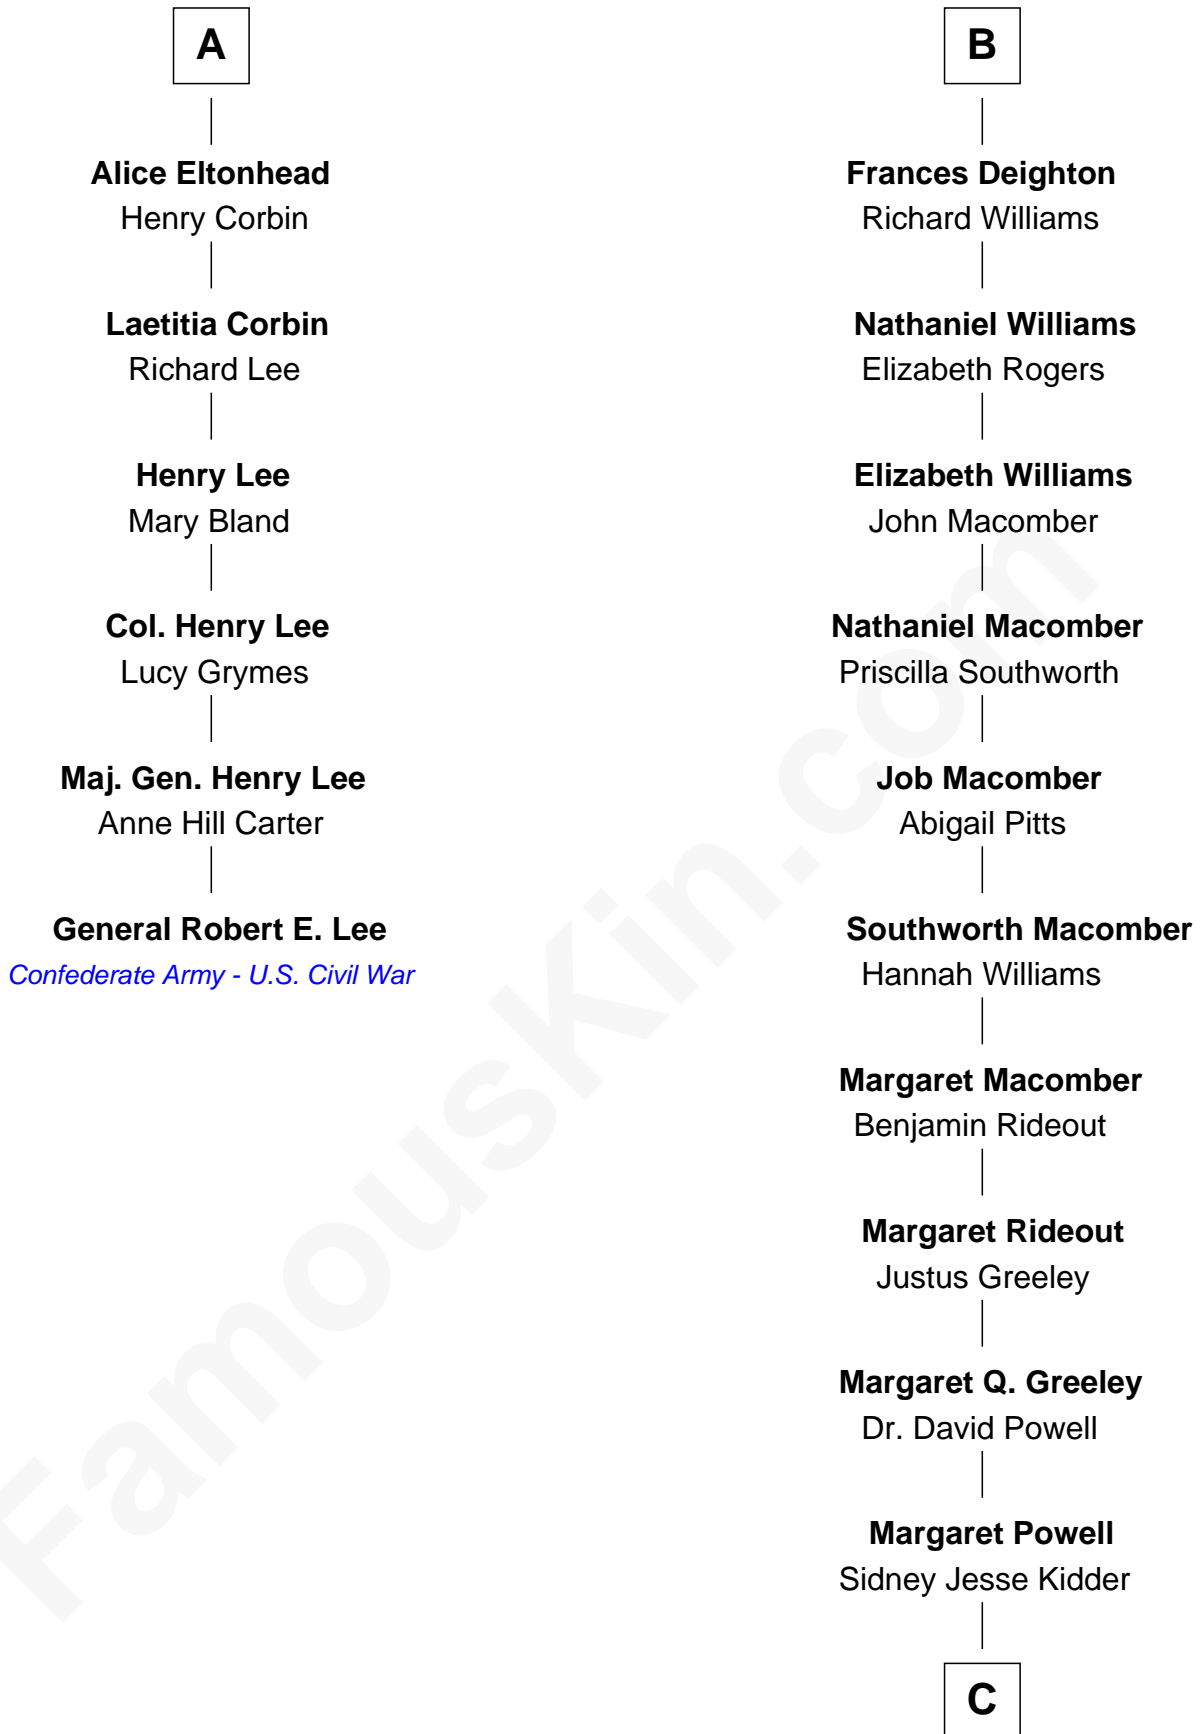 A
Alice Eltonhead
Henry Corbin
Laetitia Corbin
Richard Lee
Henry Lee
Mary Bland
Col. Henry Lee
Lucy Grymes
Maj. Gen. Henry Lee
Anne Hill Carter
General Robert E. Lee
Confederate Army - U.S. Civil War
B
Frances Deighton
Richard Williams
Nathaniel Williams
Elizabeth Rogers
Elizabeth Williams
John Macomber
Nathaniel Macomber
Priscilla Southworth
Job Macomber
Abigail Pitts
Southworth Macomber
Hannah Williams
Margaret Macomber
Benjamin Rideout
Margaret Rideout
Justus Greeley
Margaret Q. Greeley
Dr. David Powell
Margaret Powell
Sidney Jesse Kidder
C
FamousKin.com